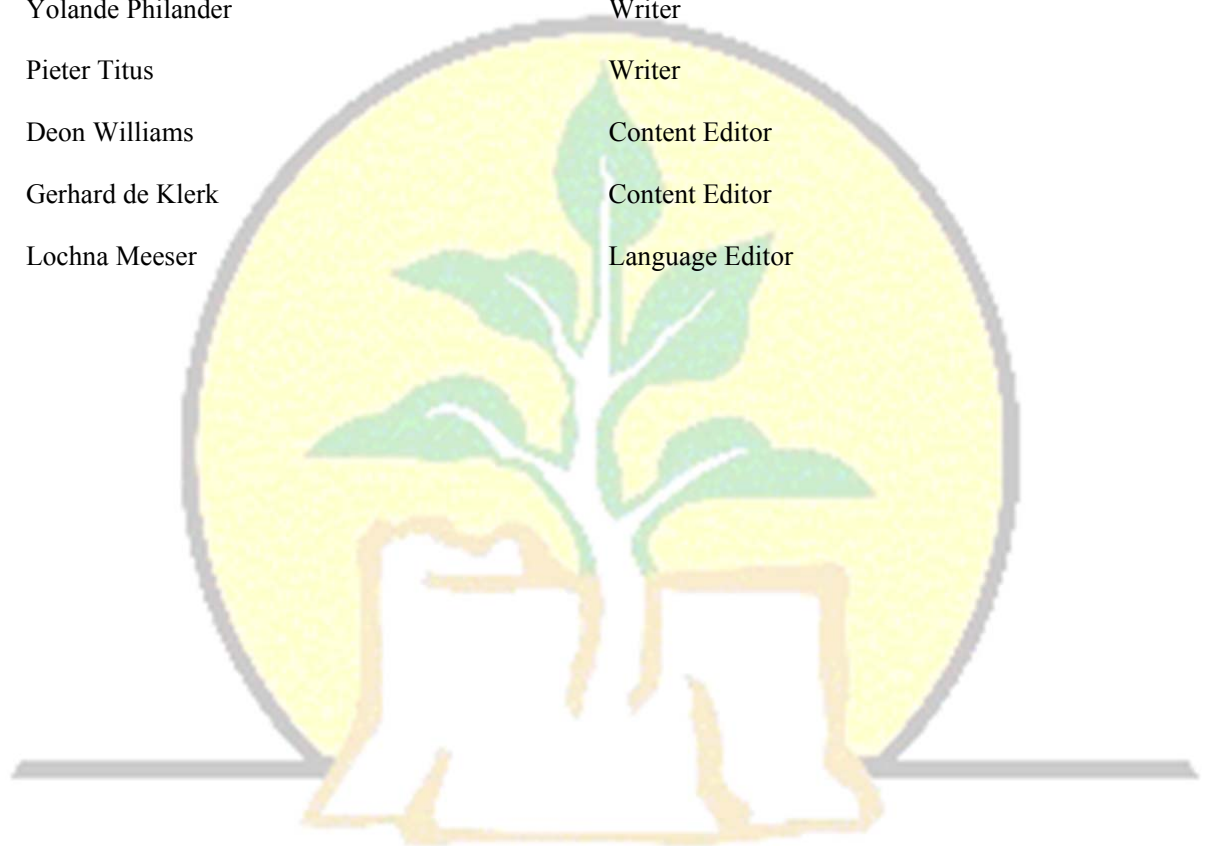 Yolande Philander Writer
Pieter Titus Writer
Deon Williams Content Editor
Gerhard de Klerk Content Editor
Lochna Meeser Language Editor